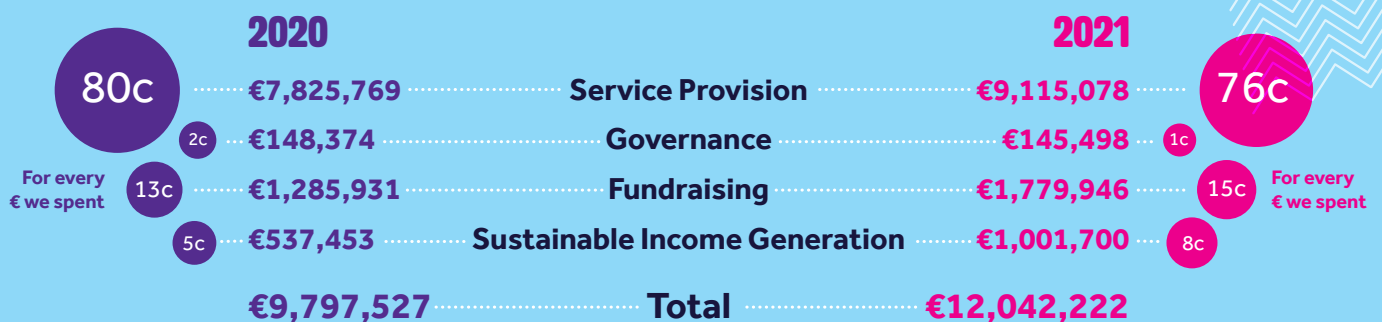 2020 2021
80c €7,825,769 Service Provision €9,115,078 76c
2c €148,374 Governance €145,498 1c
For every
€ we spent
13c €1,285,931 Fundraising €1,779,946 15c
For every
€ we spent
5c €537,453 Sustainable Income Generation €1,001,700 8c
€9,797,527 Total €12,042,222